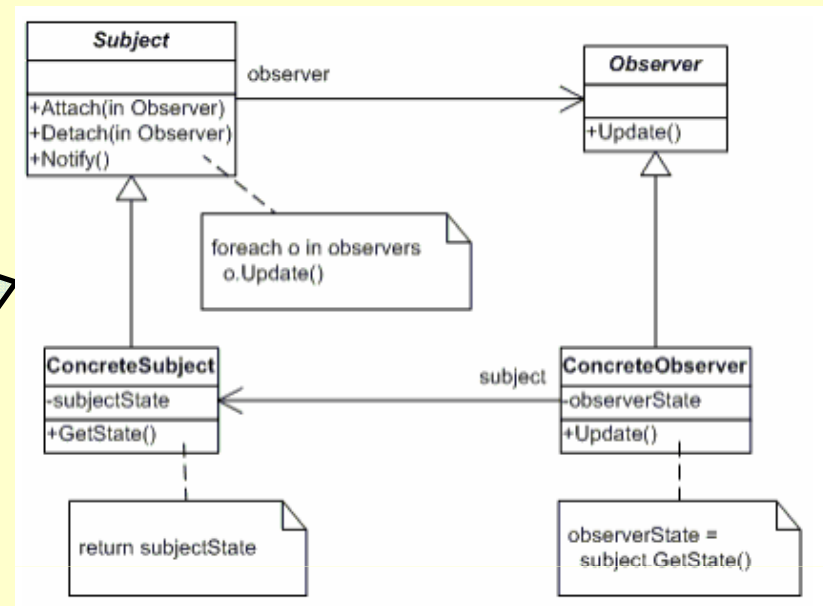 Subject
+Attach(in Observer)
+Detach(in Observer)
+Notify()
observer
Observer
+Update()
foreach o in observers
o.Update()
ConcreteSubject
-subjectState
+GetState()
subject
ConcreteObserver
-observerState
+Update()
return subjectState
observerState =
subject.GetState()